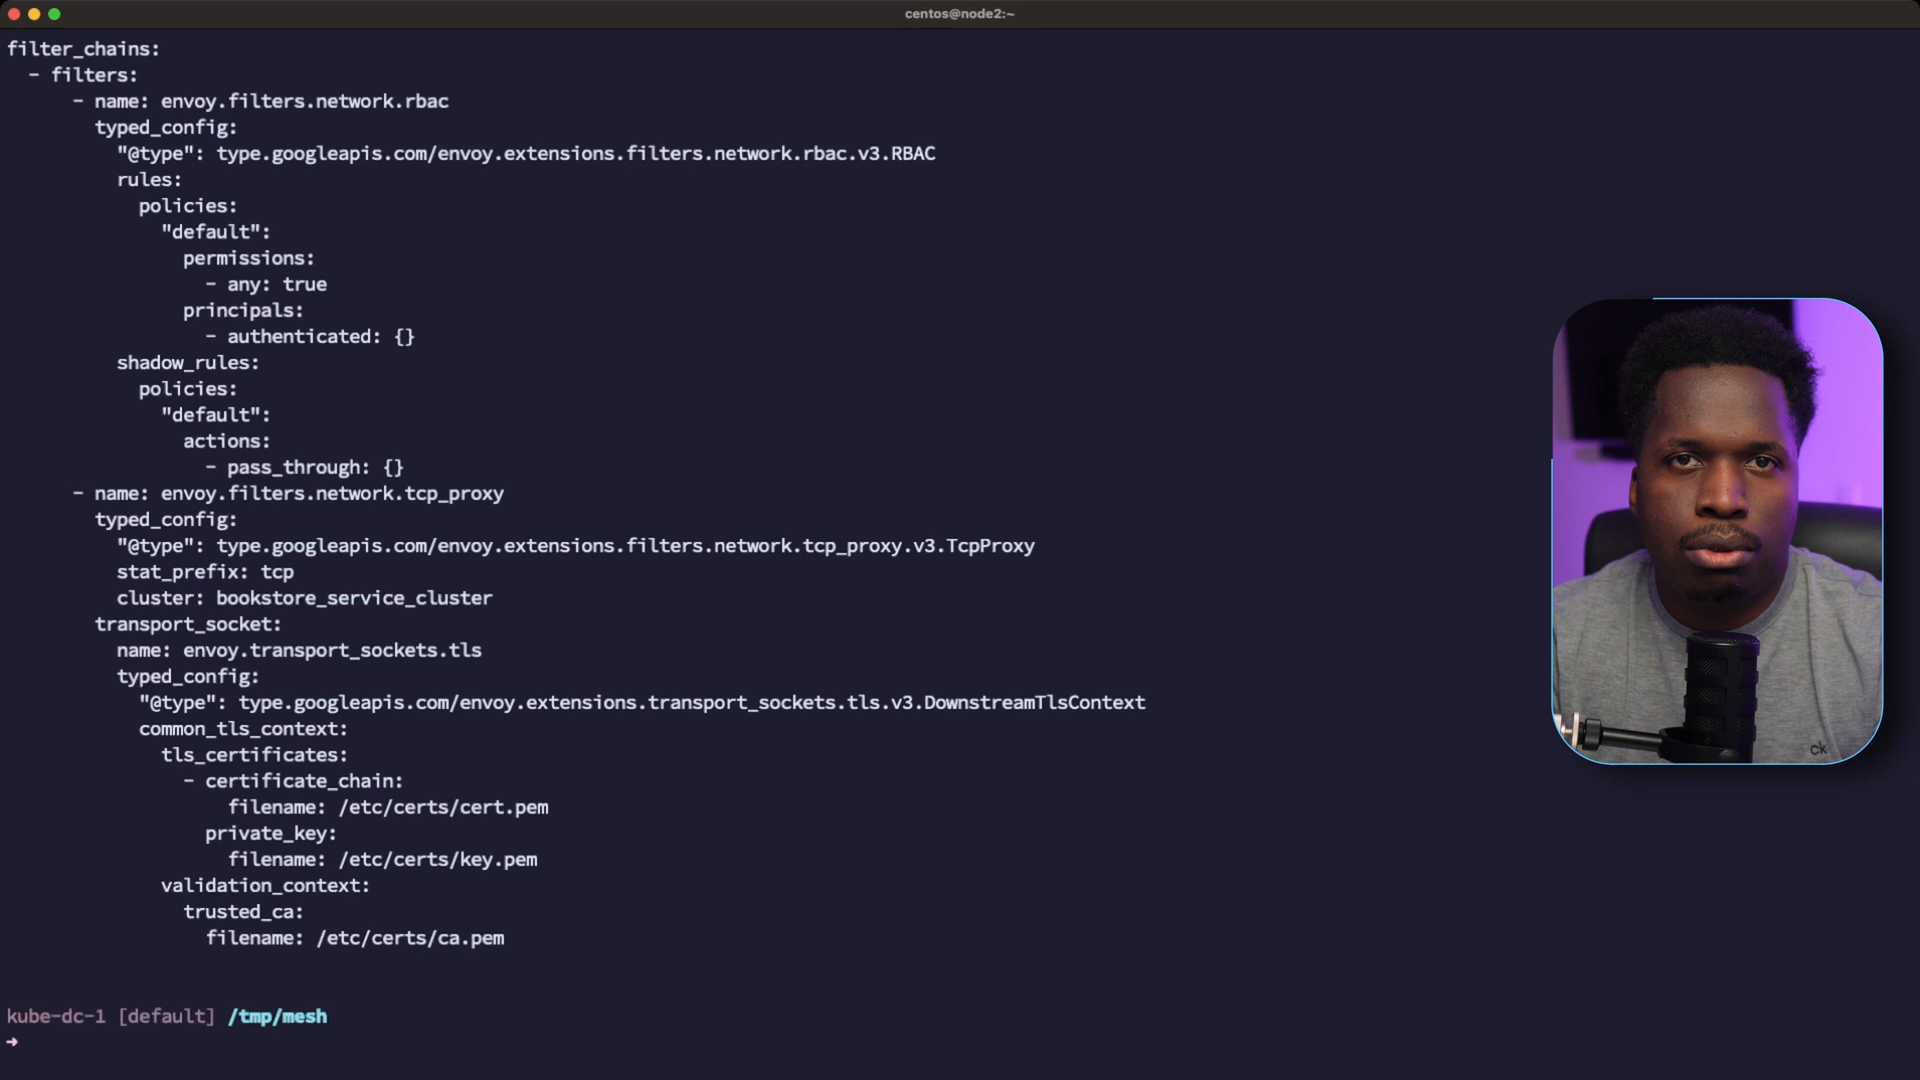 centos@node2:~
filter_chains:
  - filters:
      - name: envoy.filters.network.rbac
        typed_config:
          "@type": type.googleapis.com/envoy.extensions.filters.network.rbac.v3.RBAC
          rules:
            policies:
              "default":
                permissions:
                  - any: true
                principals:
                  - authenticated: {}
          shadow_rules:
            policies:
              "default":
                actions:
                  - pass_through: {}
      - name: envoy.filters.network.tcp_proxy
        typed_config:
          "@type": type.googleapis.com/envoy.extensions.filters.network.tcp_proxy.v3.TcpProxy
          stat_prefix: tcp
          cluster: bookstore_service_cluster
        transport_socket:
          name: envoy.transport_sockets.tls
          typed_config:
            "@type": type.googleapis.com/envoy.extensions.transport_sockets.tls.v3.DownstreamTlsContext
            common_tls_context:
              tls_certificates:
                - certificate_chain:
                    filename: /etc/certs/cert.pem
                  private_key:
                    filename: /etc/certs/key.pem
              validation_context:
                trusted_ca:
                  filename: /etc/certs/ca.pem
ck
kube-dc-1 [default] /tmp/mesh
➜